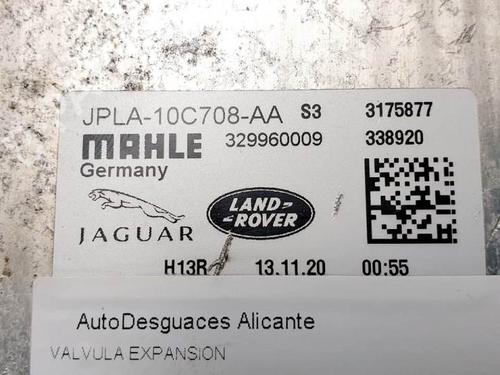 JPLA-10C708-AA S3 3175877
MAHLE 329960009 338920
Germany
JAGUAR LAND-ROVER
H13R 13.11.20 00:55
AutoDesguaces Alicante
VALVULA EXPANSION